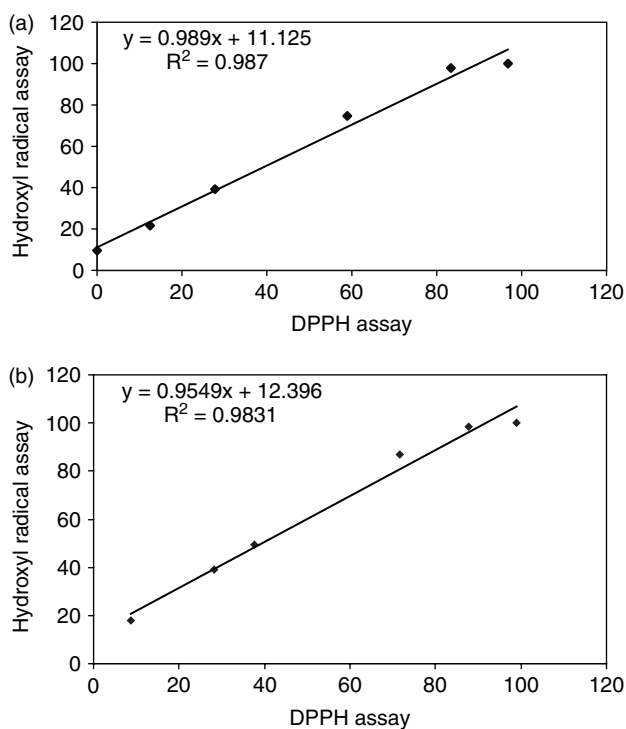 (a)
y = 0.989x + 11.125
R² = 0.987
120
100
80
60
40
20
0
Hydroxyl radical assay
0 20 40 60 80 100 120
DPPH assay
(b)
y = 0.9549x + 12.396
R² = 0.9831
120
100
80
60
40
20
0
Hydroxyl radical assay
0 20 40 60 80 100 120
DPPH assay